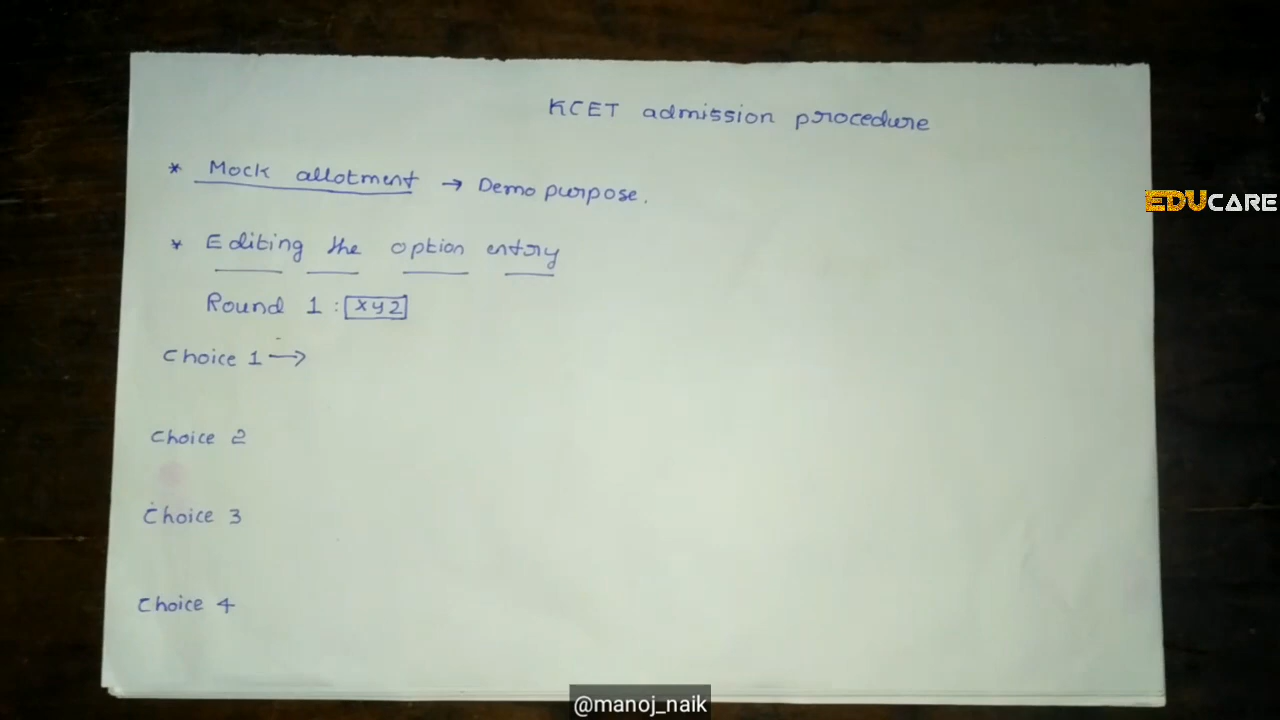 KCET admission procedure
* Mock allotment → Demo purpose.
EDUCARE
* Editing the option entry
Round 1 : xyz
Choice 1 →
Choice 2
Choice 3
Choice 4
@manoj_naik